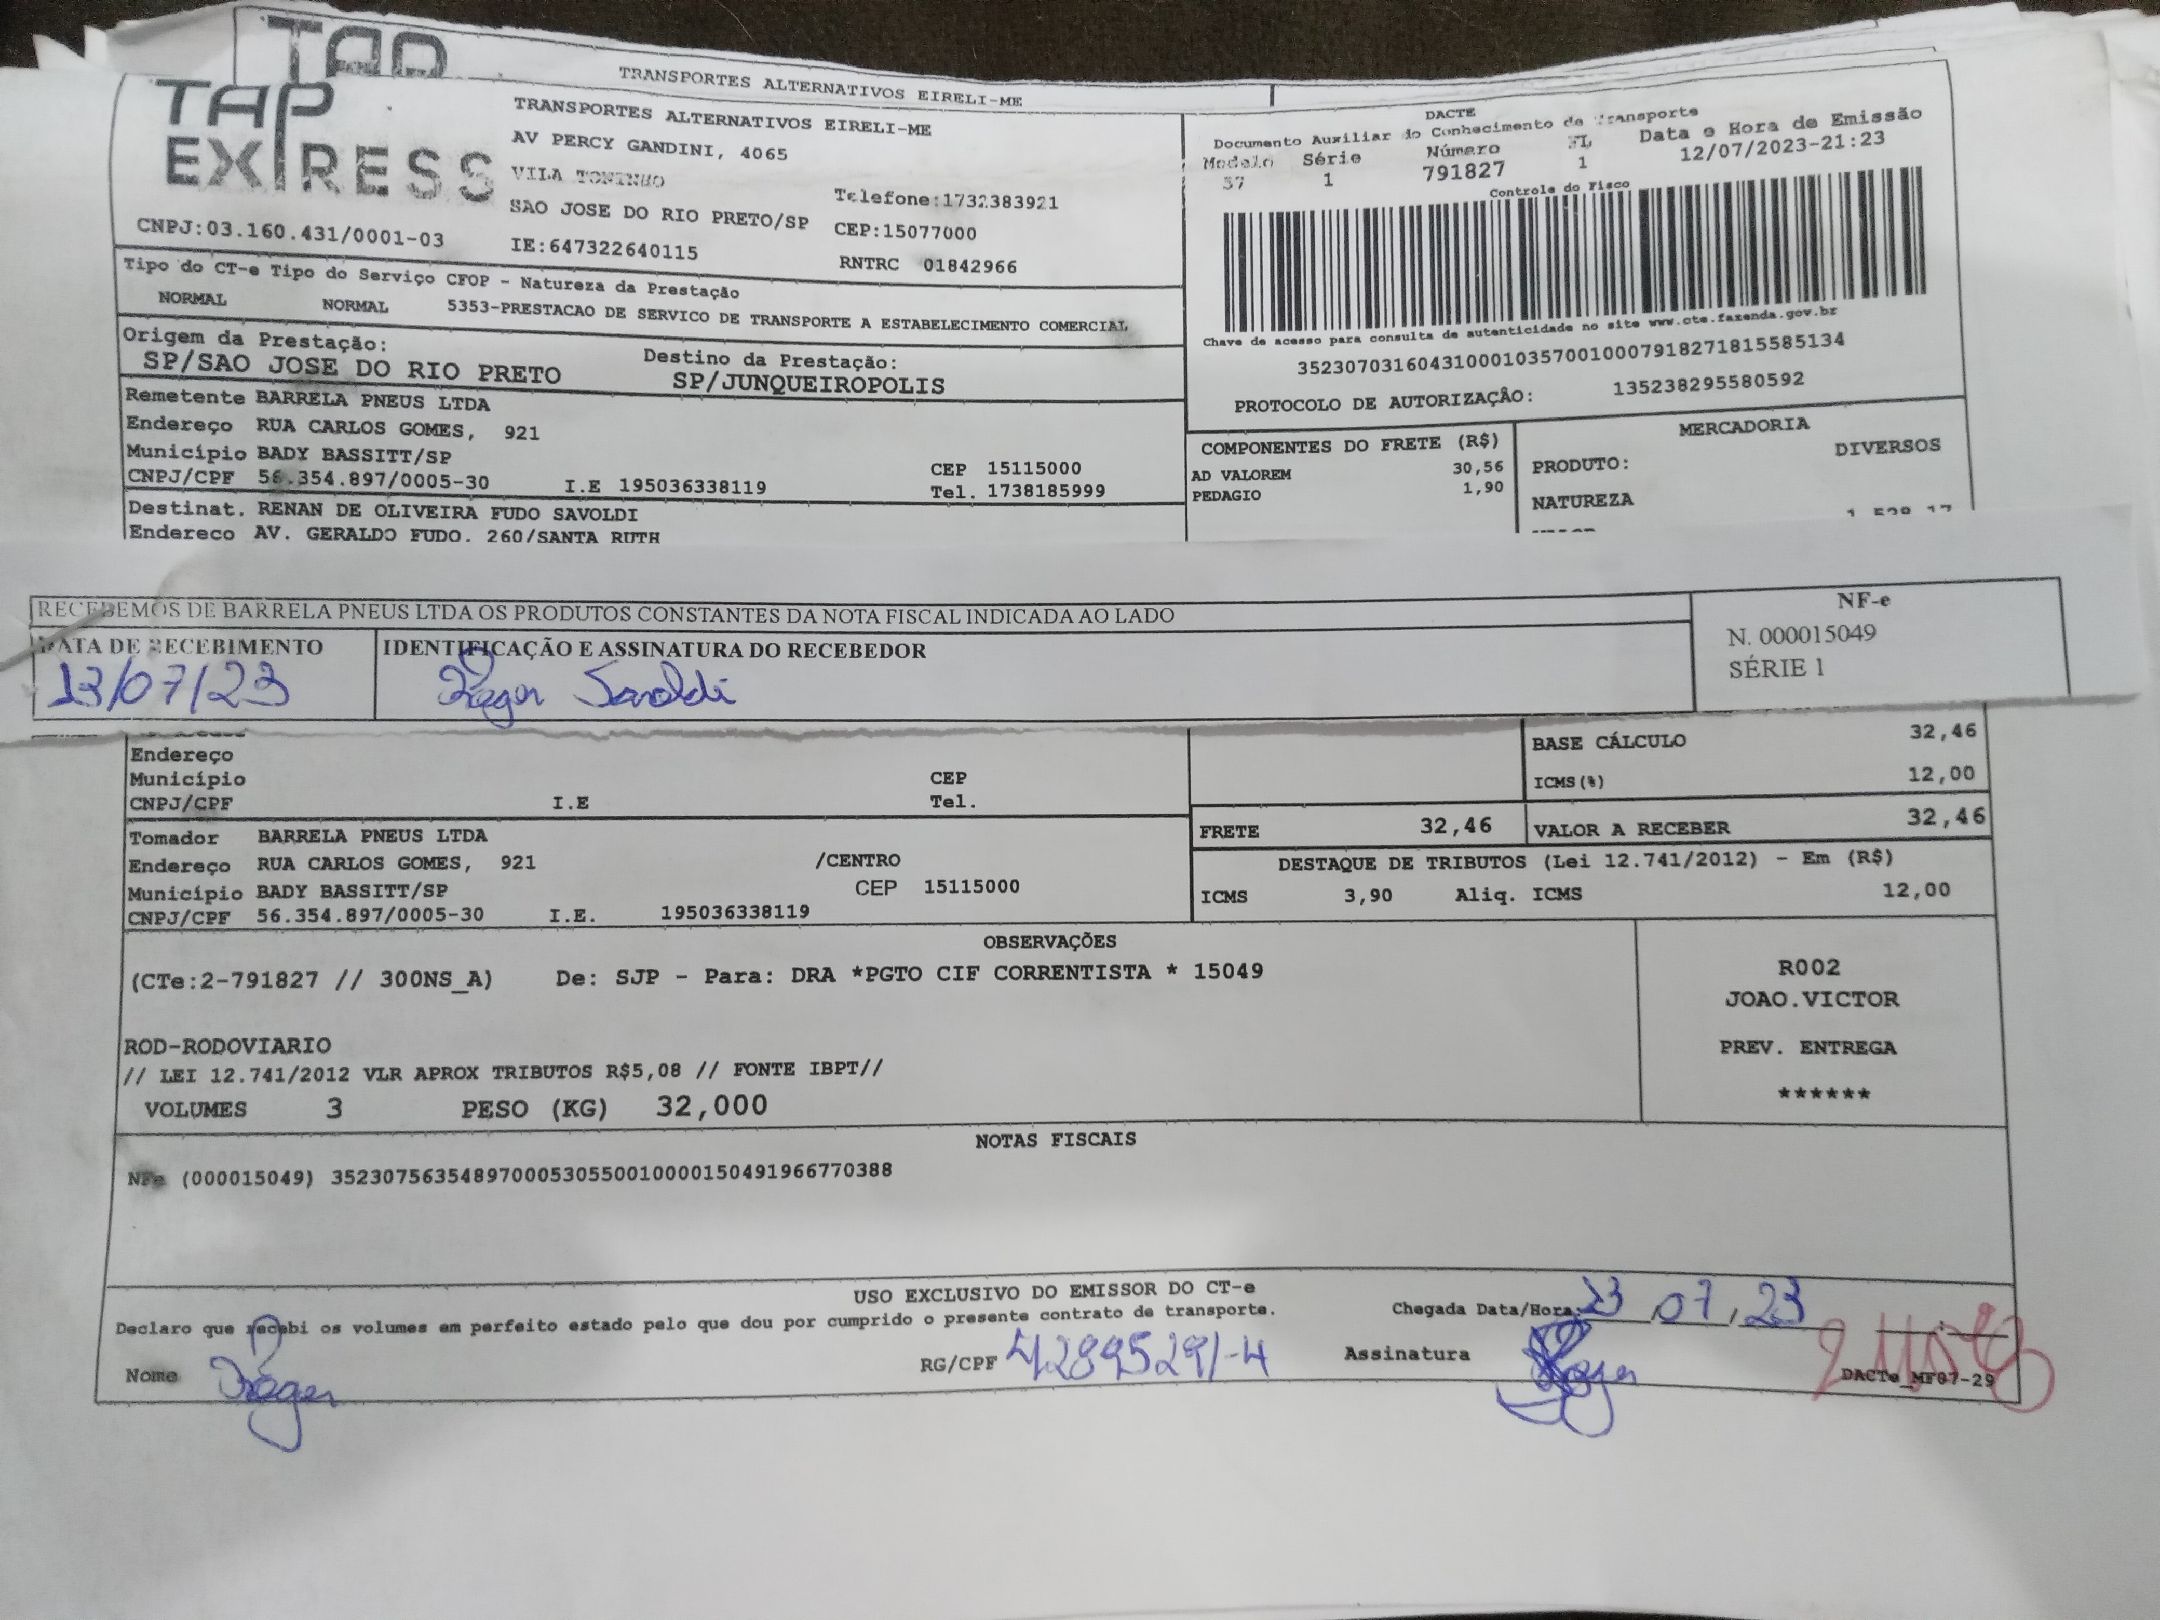 TAP
TRANSPORTES ALTERNATIVOS EIRELI-ME
TAP
EXPRESS
TRANSPORTES ALTERNATIVOS EIRELI-ME
AV PERCY GANDINI, 4065
VILA TONINHO
SAO JOSE DO RIO PRETO/SP
IE:647322640115
Telefone:1732383921
CEP:15077000
RNTRC 01842966
CNPJ:03.160.431/0001-03
DACTE
Documento Auxiliar do Conhecimento de Transporte
Modelo Série Número FL Data e Hora de Emissão
57 1 791827 1 12/07/2023-21:23
Controle do Fisco
Chave de acesso para consulta de autenticidade no site www.cte.fazenda.gov.br
35230703160431000103570010007918271815585134
PROTOCOLO DE AUTORIZAÇÂO: 135238295580592
Tipo do CT-e Tipo do Serviço CFOP - Natureza da Prestação
NORMAL NORMAL 5353-PRESTACAO DE SERVICO DE TRANSPORTE A ESTABELECIMENTO COMERCIAL
Origem da Prestação: Destino da Prestação:
SP/SAO JOSE DO RIO PRETO SP/JUNQUEIROPOLIS
Remetente BARRELA PNEUS LTDA
Endereço RUA CARLOS GOMES, 921
Município BADY BASSITT/SP CEP 15115000
CNPJ/CPF 56.354.897/0005-30 I.E 195036338119 Tel. 1738185999
Destinat. RENAN DE OLIVEIRA FUDO SAVOLDI
Endereco AV. GERALDO FUDO, 260/SANTA RUTH
COMPONENTES DO FRETE (R$)
AD VALOREM 30,56
PEDAGIO 1,90
MERCADORIA
PRODUTO: DIVERSOS
NATUREZA
RECEBEMOS DE BARRELA PNEUS LTDA OS PRODUTOS CONSTANTES DA NOTA FISCAL INDICADA AO LADO
DATA DE RECEBIMENTO IDENTIFICAÇÃO E ASSINATURA DO RECEBEDOR
13/07/23 Roger Savoldi
NF-e
N. 000015049
SÉRIE 1
Endereço
Município CEP
CNPJ/CPF I.E Tel.
BASE CÁLCULO 32,46
ICMS(%) 12,00
FRETE 32,46 VALOR A RECEBER 32,46
Tomador BARRELA PNEUS LTDA
Endereço RUA CARLOS GOMES, 921 /CENTRO
Município BADY BASSITT/SP CEP 15115000
CNPJ/CPF 56.354.897/0005-30 I.E. 195036338119
DESTAQUE DE TRIBUTOS (Lei 12.741/2012) - Em (R$)
ICMS 3,90 Aliq. ICMS 12,00
OBSERVAÇÕES
(CTe:2-791827 // 300NS_A) De: SJP - Para: DRA *PGTO CIF CORRENTISTA * 15049
ROD-RODOVIARIO
// LEI 12.741/2012 VLR APROX TRIBUTOS R$5,08 // FONTE IBPT//
VOLUMES 3 PESO (KG) 32,000
R002
JOAO.VICTOR
PREV. ENTREGA
******
NOTAS FISCAIS
NFe (000015049) 35230756354897000530550010000150491966770388
USO EXCLUSIVO DO EMISSOR DO CT-e
Declaro que recebi os volumes em perfeito estado pelo que dou por cumprido o presente contrato de transporte.
Chegada Data/Hora: 13 07 23
Nome Roger RG/CPF 42895291-4 Assinatura Roger
DACTe_MF07-29